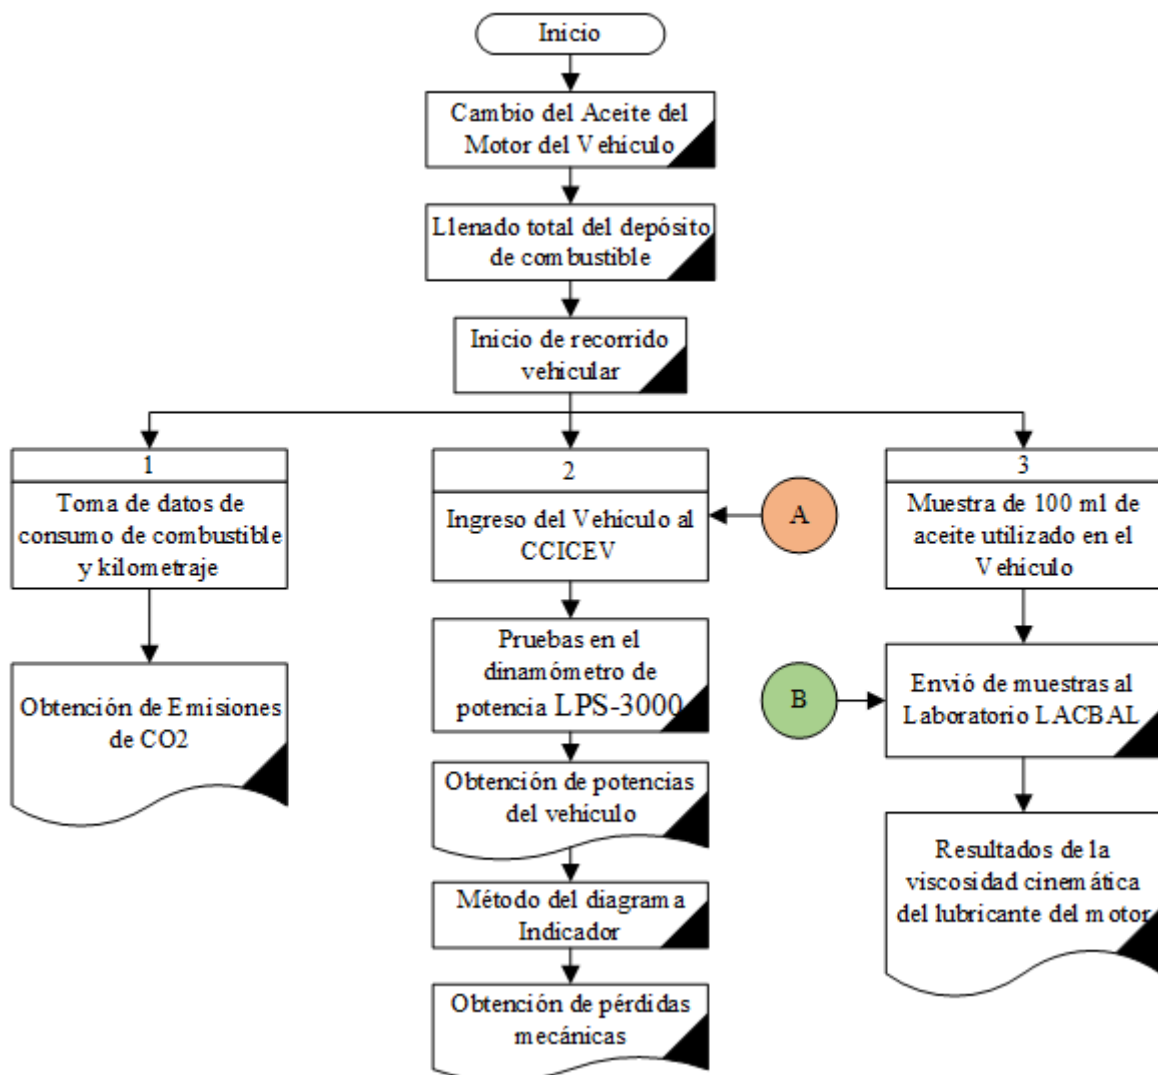 Inicio
Cambio del Aceite del
Motor del Vehículo
Llenado total del depósito
de combustible
Inicio de recorrido
vehicular
1
Toma de datos de
consumo de combustible
y kilometraje
Obtención de Emisiones
de CO2
2
Ingreso del Vehículo al
CCICEV
A
Pruebas en el
dinamómetro de
potencia LPS-3000
Obtención de potencias
del vehículo
Método del diagrama
Indicador
Obtención de pérdidas
mecánicas
3
Muestra de 100 ml de
aceite utilizado en el
Vehículo
B
Envió de muestras al
Laboratorio LACBAL
Resultados de la
viscosidad cinemática
del lubricante del motor